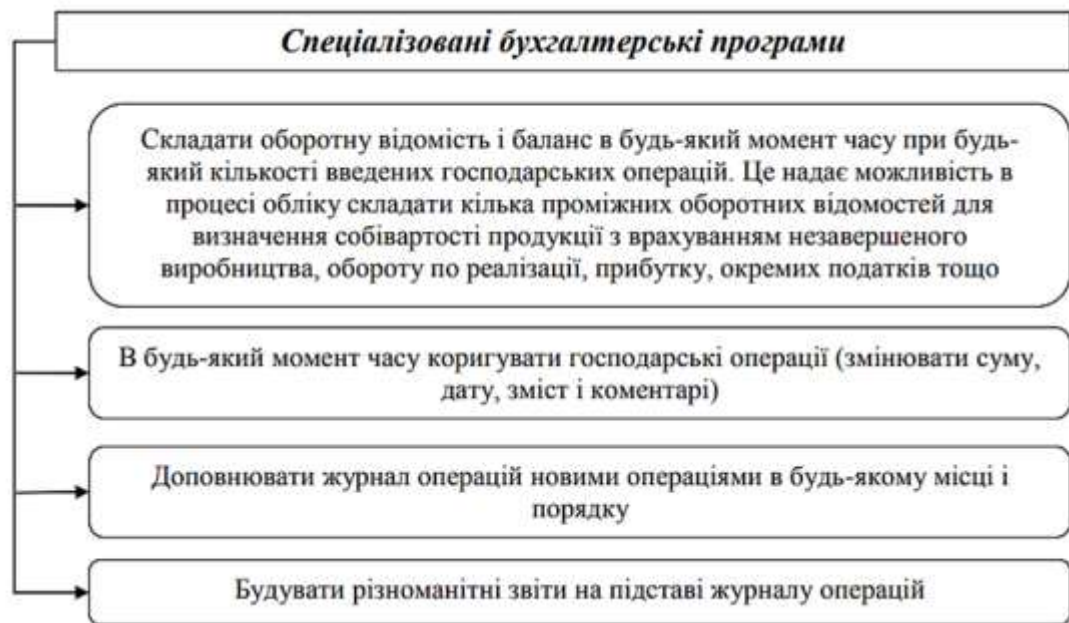 Спеціалізовані бухгалтерські програми
Складати оборотну відомість і баланс в будь-який момент часу при будь-
який кількості введених господарських операцій. Це надає можливість в
процесі обліку складати кілька проміжних оборотних відомостей для
визначення собівартості продукції з врахуванням незавершеного
виробництва, обороту по реалізації, прибутку, окремих податків тощо
В будь-який момент часу коригувати господарські операції (змінювати суму,
дату, зміст і коментарі)
Доповнювати журнал операцій новими операціями в будь-якому місці і
порядку
Будувати різноманітні звіти на підставі журналу операцій